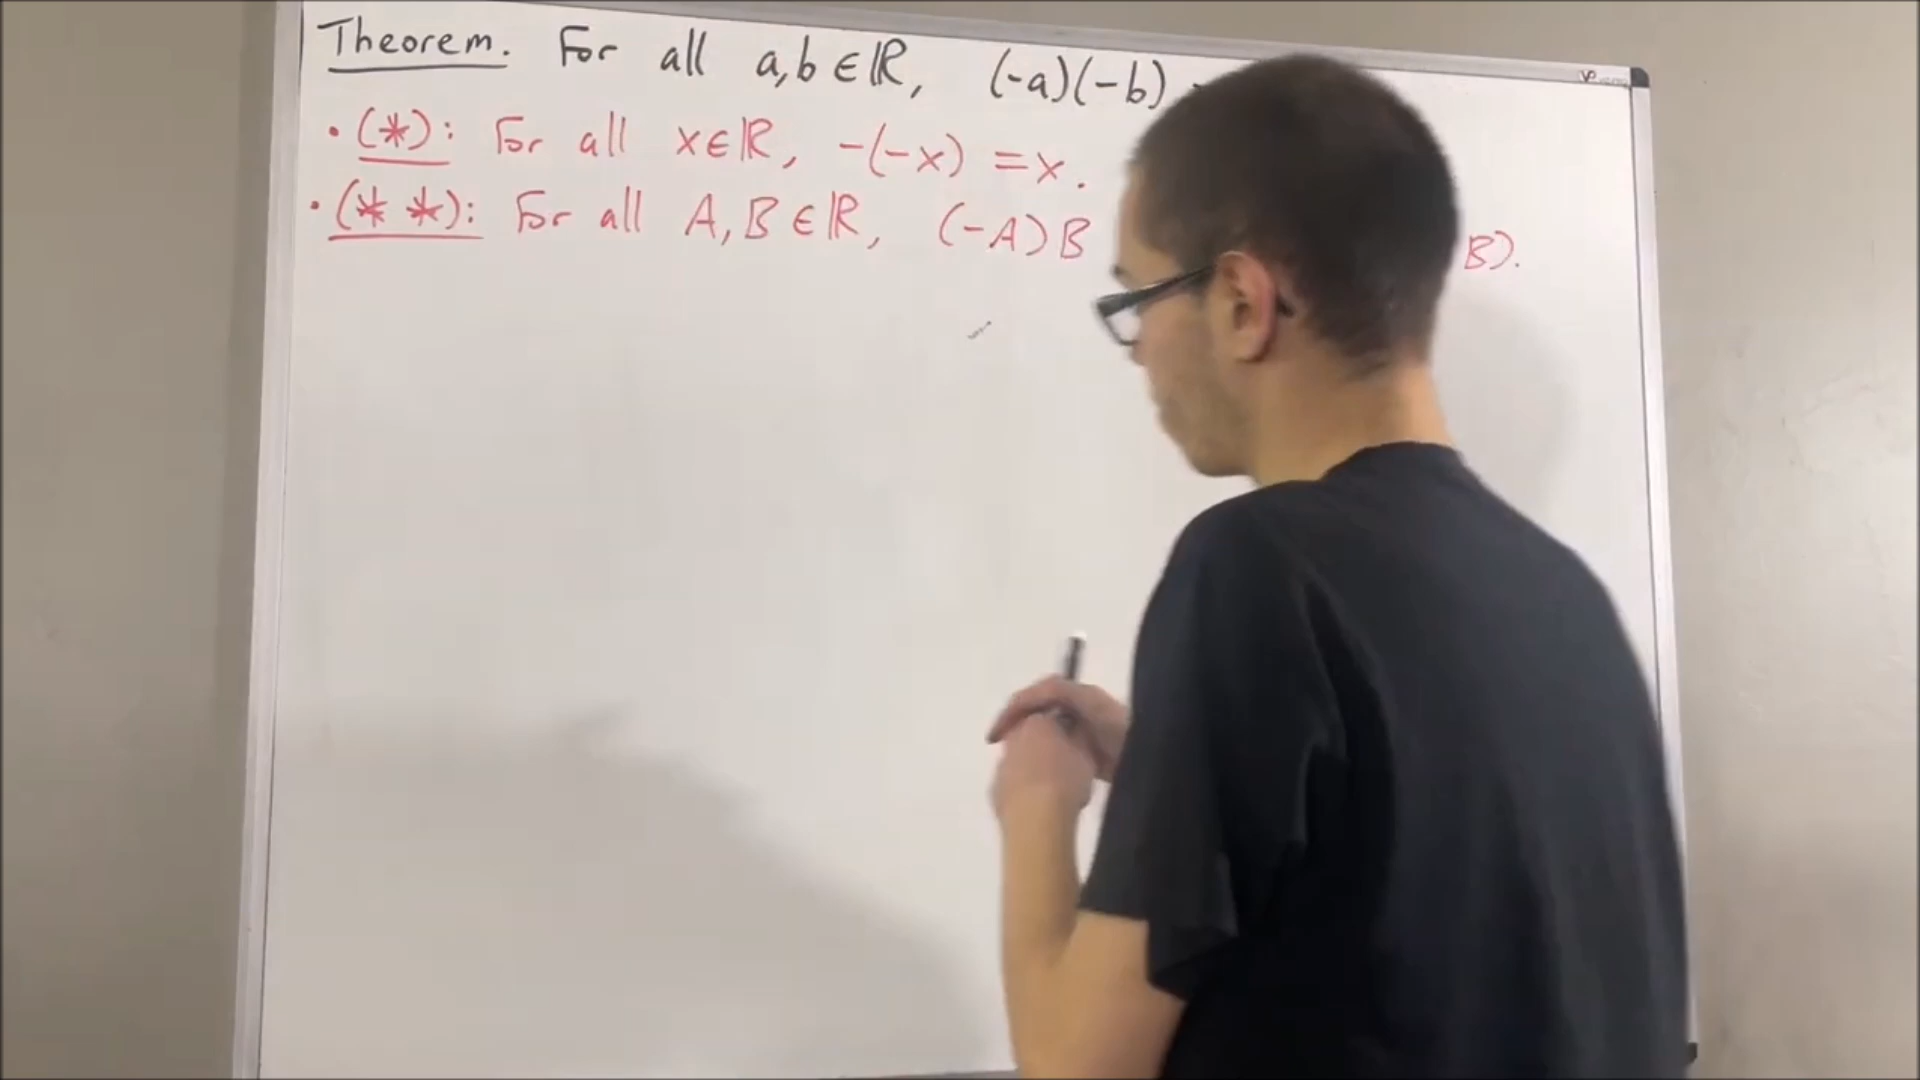 Theorem. For all a,b ∈ ℝ, (-a)(-b)
• (*): For all x∈ℝ, -(-x) = x.
• (* *): For all A,B ∈ ℝ, (-A)B B).